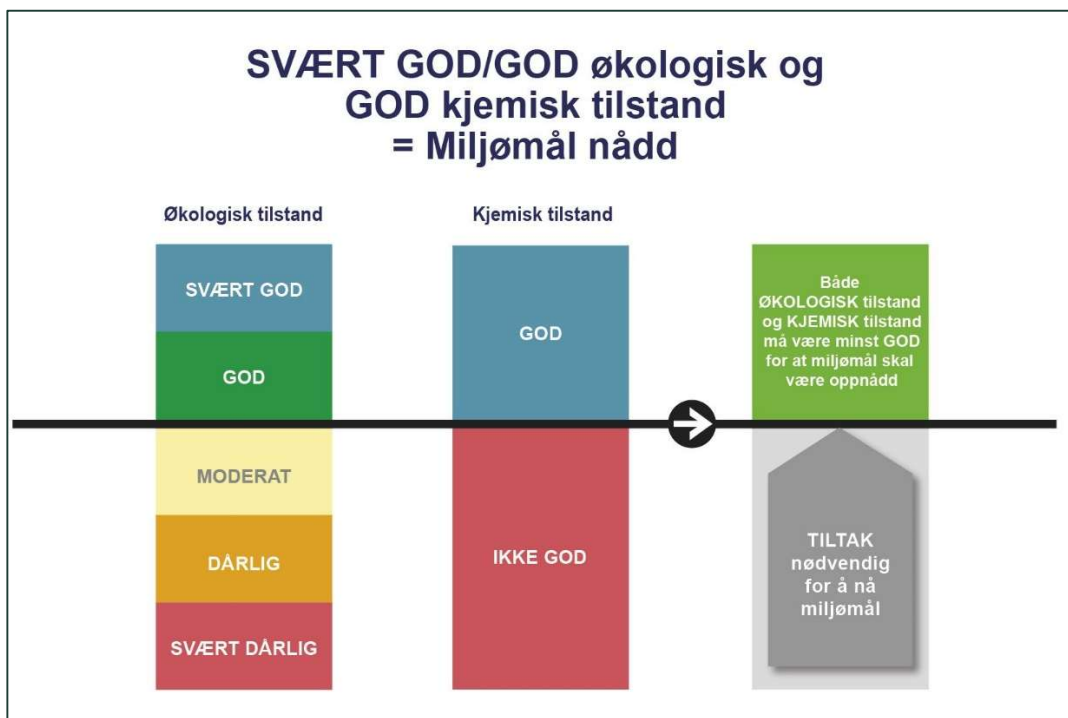 SVÆRT GOD/GOD økologisk og
GOD kjemisk tilstand
= Miljømål nådd
Økologisk tilstand
SVÆRT GOD
GOD
MODERAT
DÅRLIG
SVÆRT DÅRLIG
Kjemisk tilstand
GOD
IKKE GOD
Både
ØKOLOGISK tilstand
og KJEMISK tilstand
må være minst GOD
for at miljømål skal
være oppnådd
TILTAK
nødvendig
for å nå
miljømål